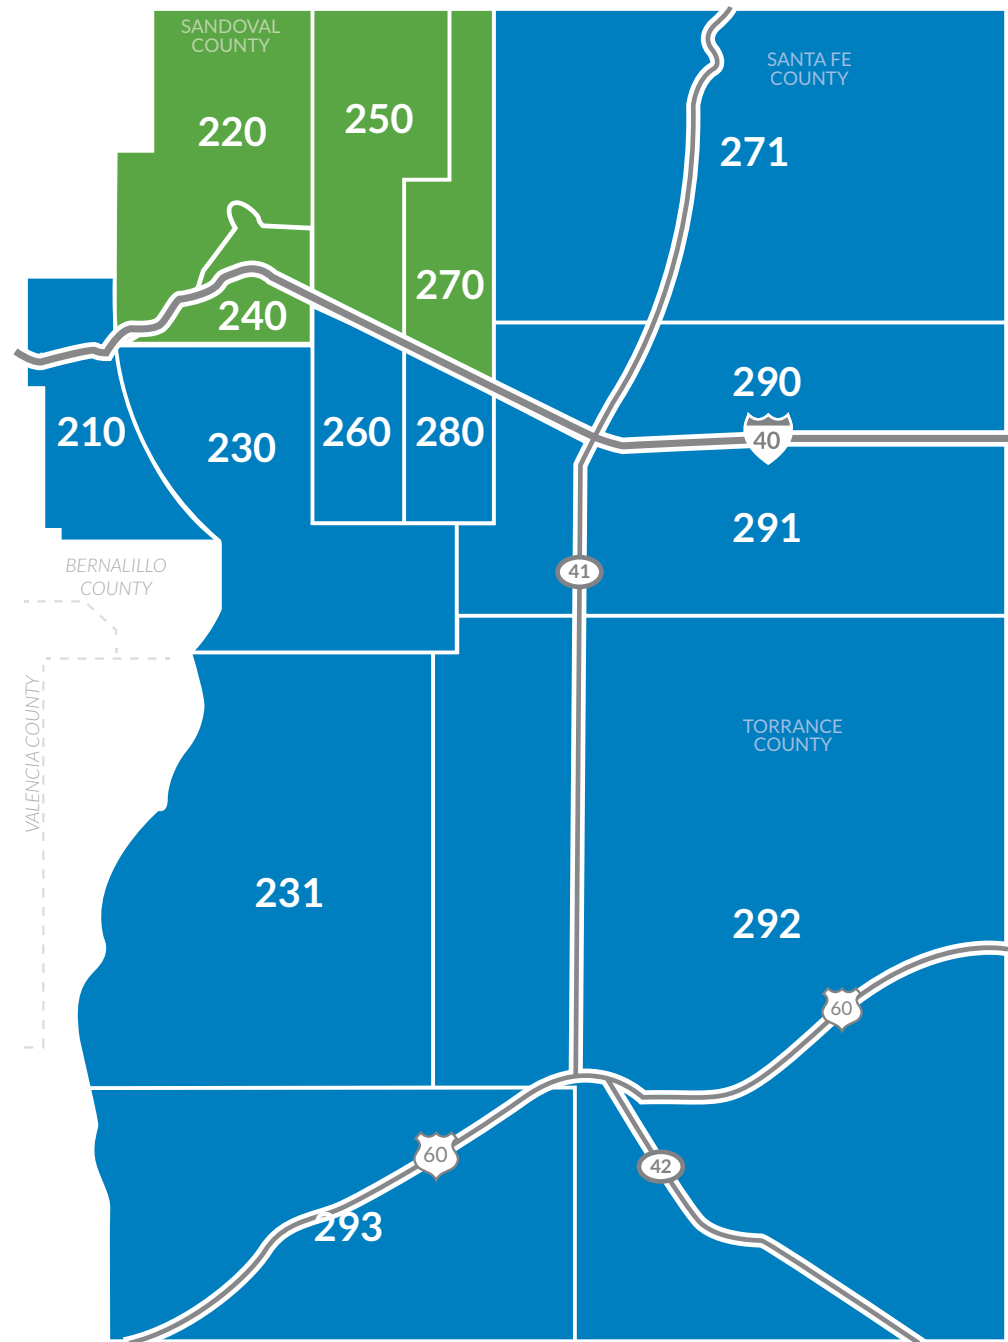 SANDOVAL
COUNTY
SANTA FE
COUNTY
250
220
271
270
240
290
210
260
280
40
230
291
BERNALILLO
COUNTY
41
VALENCIA COUNTY
TORRANCE
COUNTY
231
292
60
60
42
293